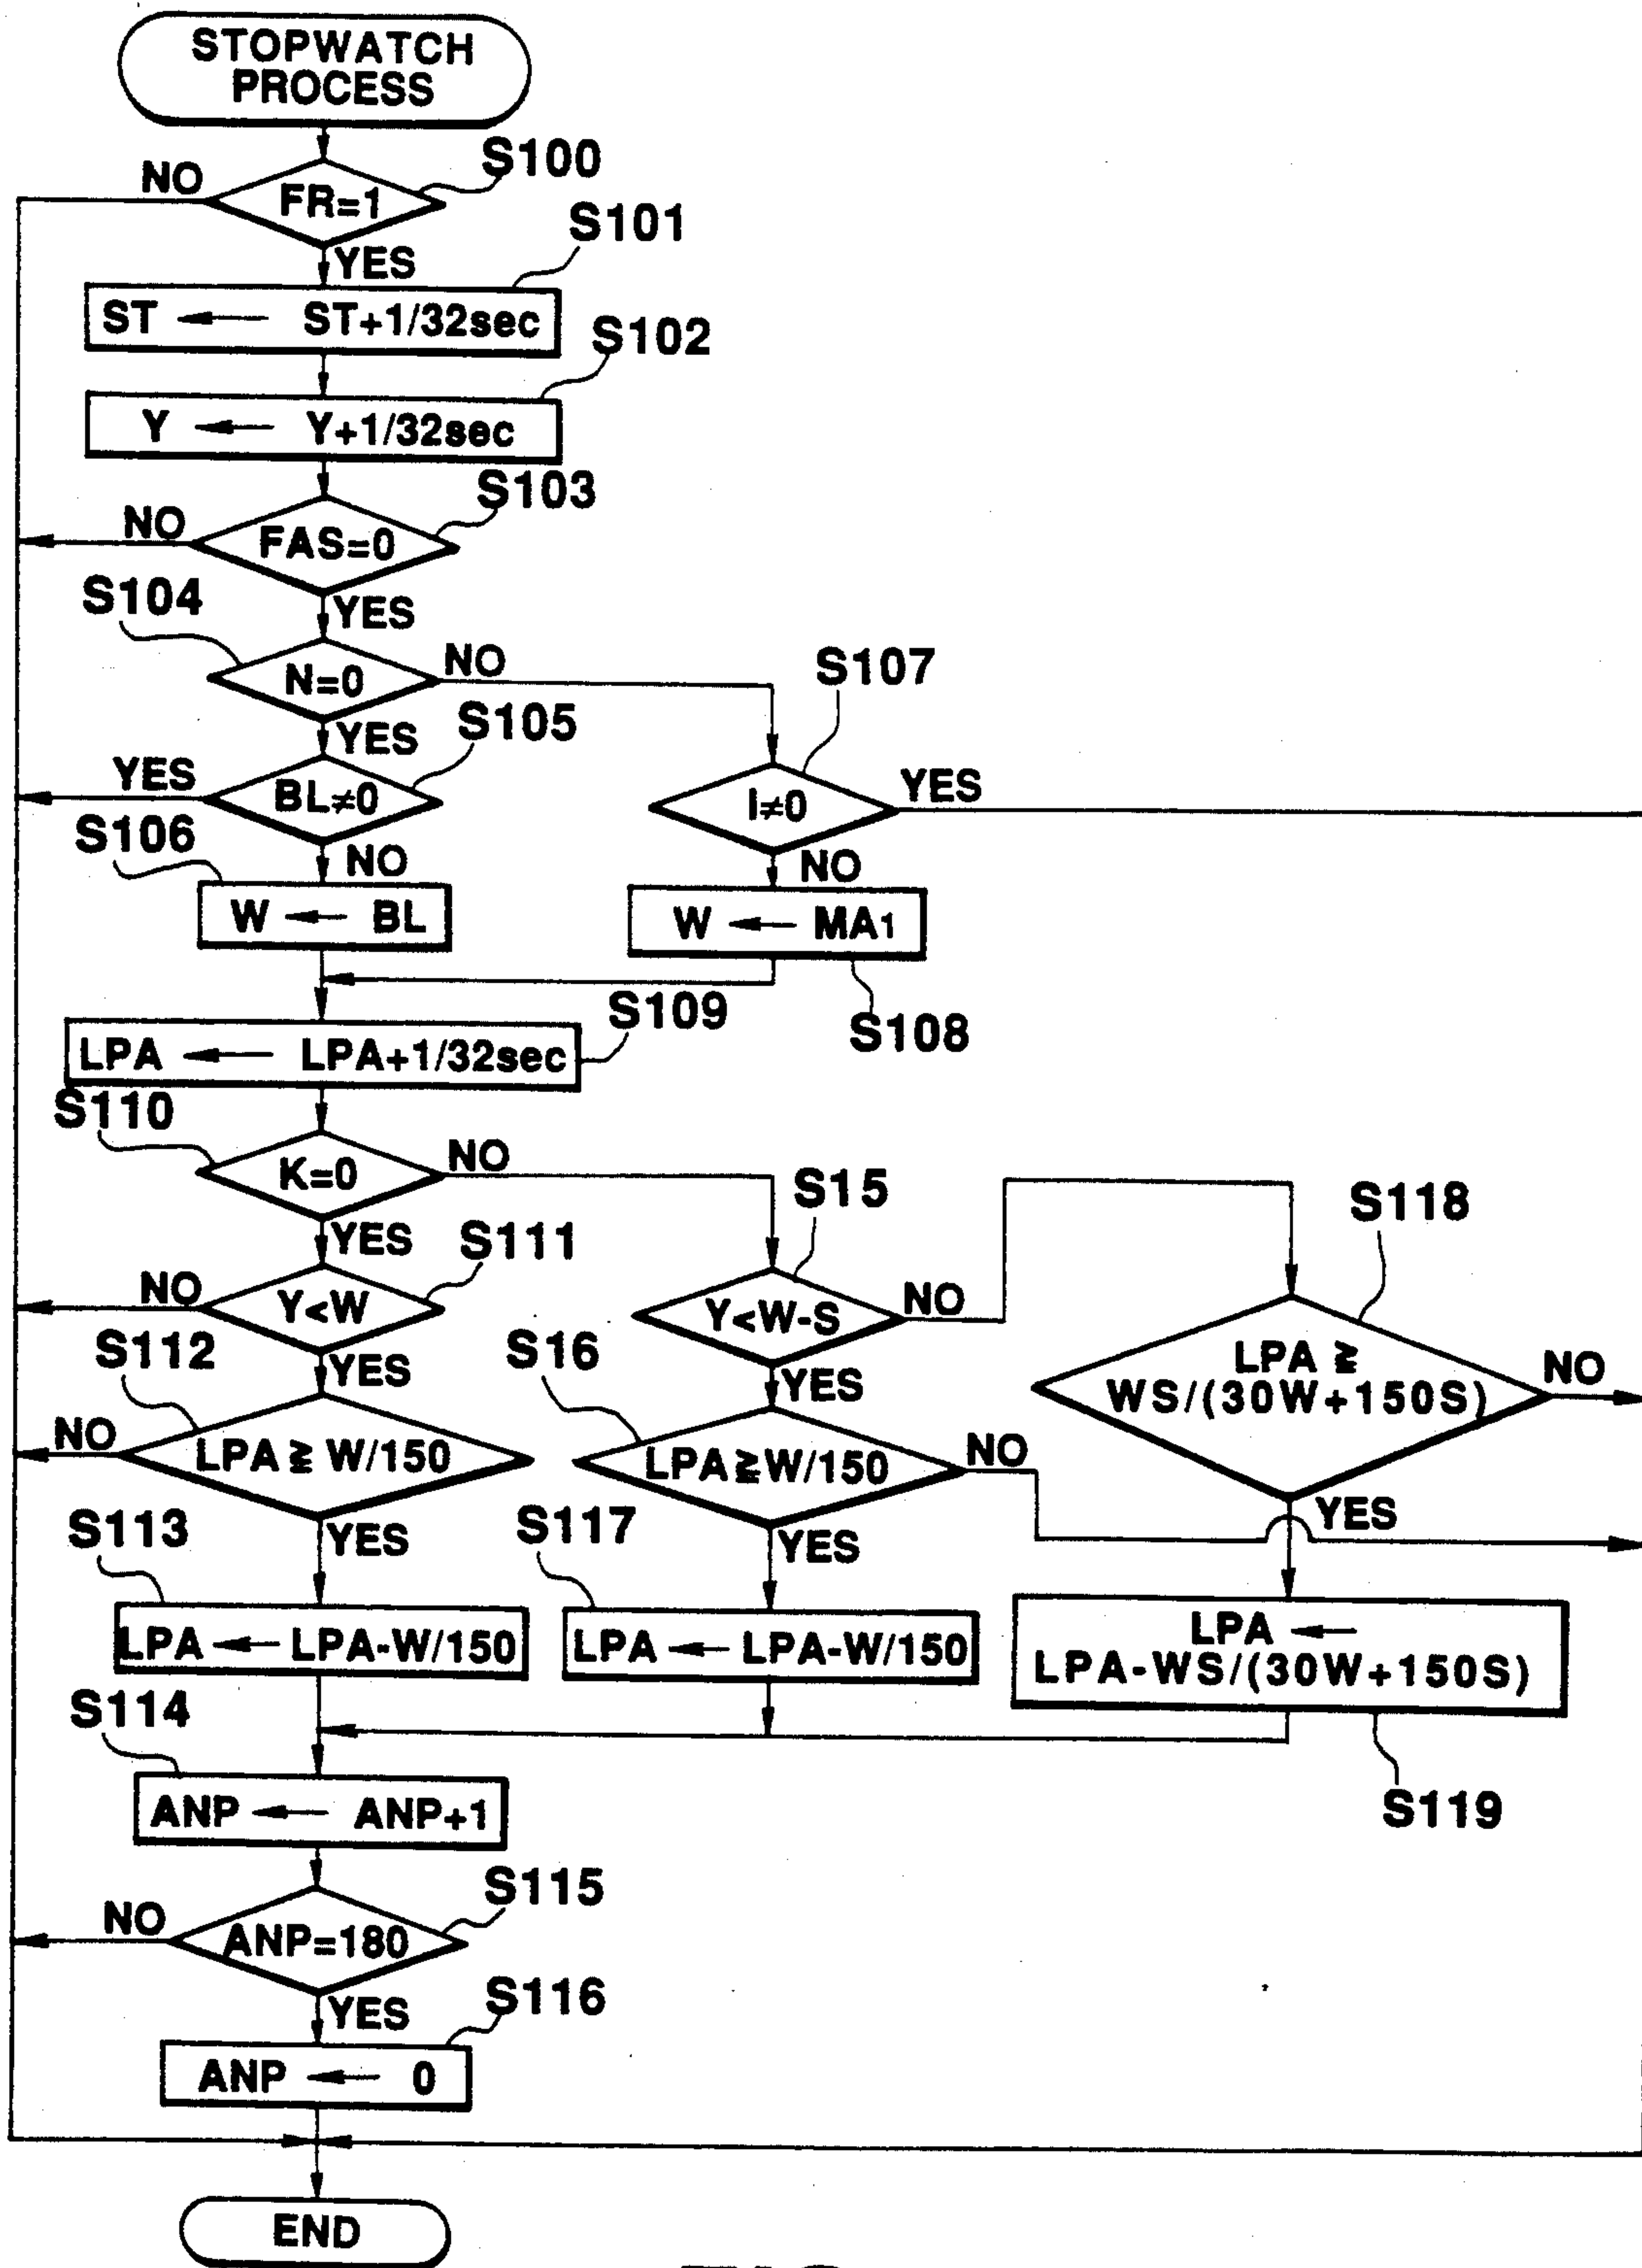 STOPWATCH
PROCESS
S100
NO
FR=1
YES
S101
ST ← ST+1/32sec
S102
Y ← Y+1/32sec
S103
NO
FAS=0
YES
S104
N=0
NO
YES
S105
S107
YES
BL≠0
I≠0
YES
S106
NO
NO
W ← BL
W ← MA1
S108
S109
LPA ← LPA+1/32sec
S110
K=0
NO
YES
S15
S118
S111
NO
Y<W
YES
Y<W-S
NO
YES
S112
S16
LPA ≧
WS/(30W+150S)
NO
YES
NO
LPA ≧ W/150
YES
LPA≧W/150
NO
YES
S113
S117
LPA ← LPA-W/150
LPA ← LPA-W/150
LPA ←
LPA-WS/(30W+150S)
S119
S114
ANP ← ANP+1
S115
NO
ANP=180
YES
S116
ANP ← 0
END